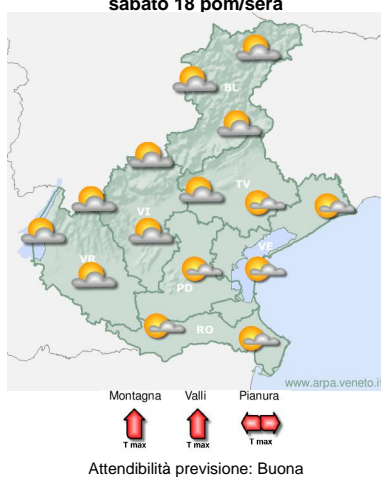 sabato 18 pom/sera
BL
TV
VI
VE
VR
PD
RO
www.arpa.veneto.it
Montagna Valli Pianura
T max T max T max
Attendibilità previsione: Buona